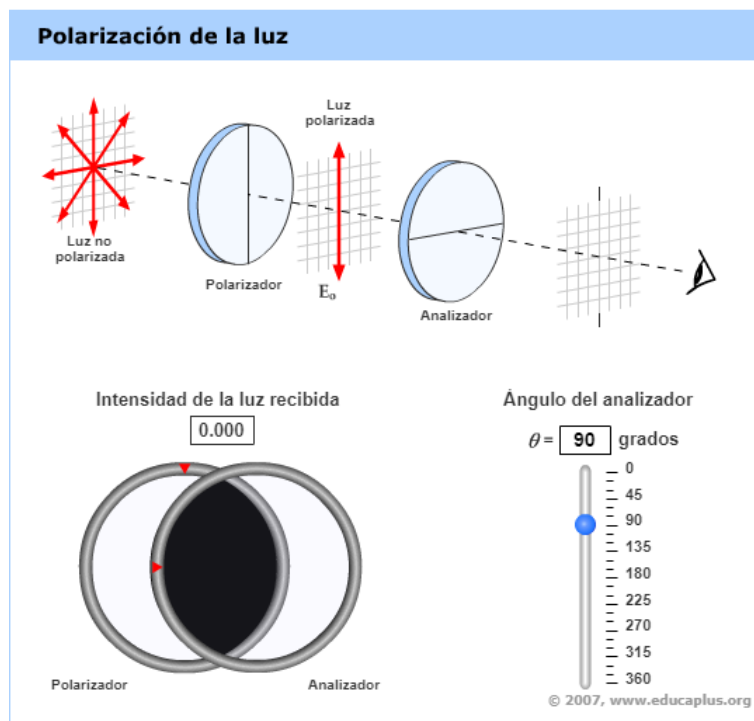 Polarización de la luz
Luz
polarizada
Luz no
polarizada
Polarizador
E₀
Analizador
Intensidad de la luz recibida
0.000
Ángulo del analizador
θ = 90 grados
0
45
90
135
180
225
270
315
360
Polarizador
Analizador
© 2007, www.educaplus.org